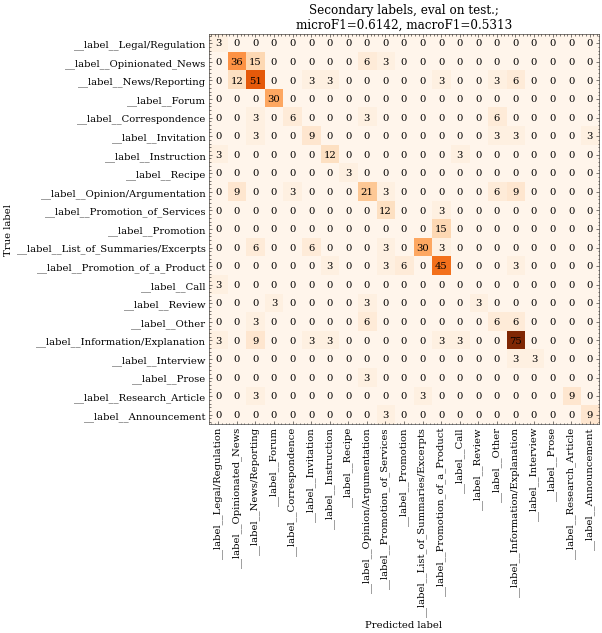 Secondary labels, eval on test.;
microF1=0.6142, macroF1=0.5313
True label
__label__Legal/Regulation 3 0 0 0 0 0 0 0 0 0 0 0 0 0 0 0 0 0 0 0 0
__label__Opinionated_News 0 36 15 0 0 0 0 0 6 3 0 0 0 0 0 0 0 0 0 0 0
__label__News/Reporting 0 12 51 0 0 3 3 0 0 0 0 0 3 0 0 3 6 0 0 0 0
__label__Forum 0 0 0 30 0 0 0 0 0 0 0 0 0 0 0 0 0 0 0 0 0
__label__Correspondence 0 0 3 0 6 0 0 0 3 0 0 0 0 0 0 6 0 0 0 0 0
__label__Invitation 0 0 3 0 0 9 0 0 0 0 0 0 0 0 0 3 3 0 0 0 3
__label__Instruction 3 0 0 0 0 0 12 0 0 0 0 0 0 3 0 0 0 0 0 0 0
__label__Recipe 0 0 0 0 0 0 0 3 0 0 0 0 0 0 0 0 0 0 0 0 0
__label__Opinion/Argumentation 0 9 0 0 3 0 0 0 21 3 0 0 0 0 0 6 9 0 0 0 0
__label__Promotion_of_Services 0 0 0 0 0 0 0 0 0 12 0 0 3 0 0 0 0 0 0 0 0
__label__Promotion 0 0 0 0 0 0 0 0 0 0 0 0 15 0 0 0 0 0 0 0 0
__label__List_of_Summaries/Excerpts 0 0 6 0 0 6 0 0 0 3 0 30 3 0 0 0 0 0 0 0 0
__label__Promotion_of_a_Product 0 0 0 0 0 0 3 0 0 3 6 0 45 0 0 0 3 0 0 0 0
__label__Call 3 0 0 0 0 0 0 0 0 0 0 0 0 0 0 0 0 0 0 0 0
__label__Review 0 0 0 3 0 0 0 0 3 0 0 0 0 0 3 0 0 0 0 0 0
__label__Other 0 0 3 0 0 0 0 0 6 0 0 0 0 0 0 6 6 0 0 0 0
__label__Information/Explanation 3 0 9 0 0 3 3 0 0 0 0 0 3 3 0 0 75 0 0 0 0
__label__Interview 0 0 0 0 0 0 0 0 0 0 0 0 0 0 0 0 3 3 0 0 0
__label__Prose 0 0 0 0 0 0 0 0 3 0 0 0 0 0 0 0 0 0 0 0 0
__label__Research_Article 0 0 3 0 0 0 0 0 0 0 0 3 0 0 0 0 0 0 0 9 0
__label__Announcement 0 0 0 0 0 0 0 0 0 3 0 0 0 0 0 0 0 0 0 0 9
__label__Legal/Regulation
__label__Opinionated_News
__label__News/Reporting
__label__Forum
__label__Correspondence
__label__Invitation
__label__Instruction
__label__Recipe
__label__Opinion/Argumentation
__label__Promotion_of_Services
__label__Promotion
__label__List_of_Summaries/Excerpts
__label__Promotion_of_a_Product
__label__Call
__label__Review
__label__Other
__label__Information/Explanation
__label__Interview
__label__Prose
__label__Research_Article
__label__Announcement
Predicted label